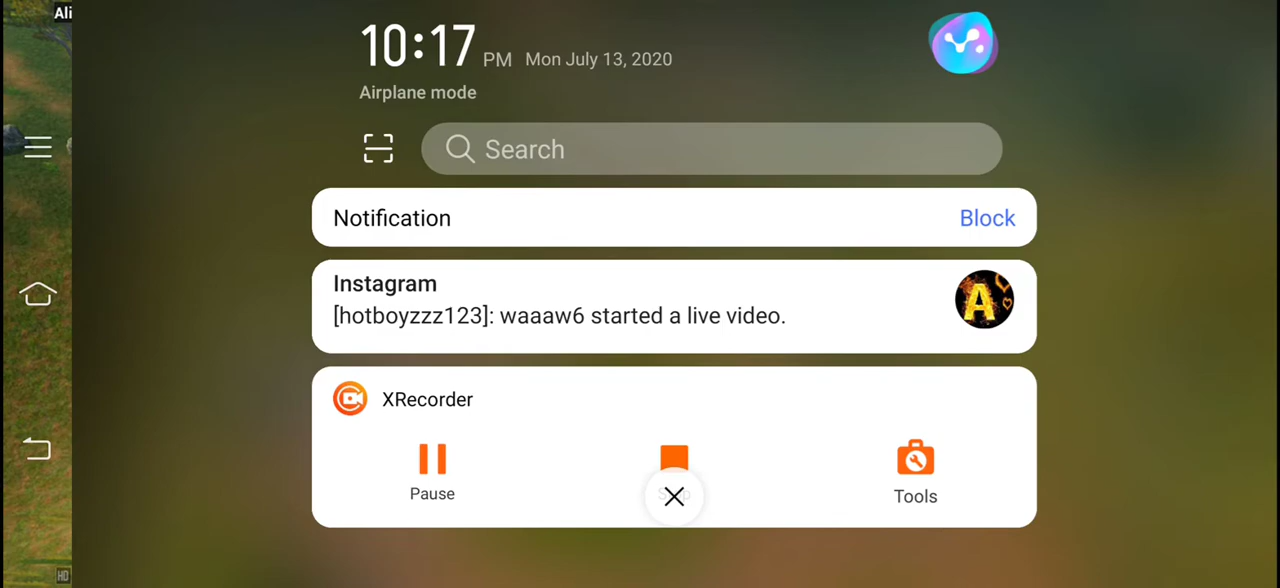 Ali
10:17 PM Mon July 13, 2020
Airplane mode
Search
Notification Block
Instagram
[hotboyzzz123]: waaaw6 started a live video.
A
XRecorder
Pause
Tools
HD